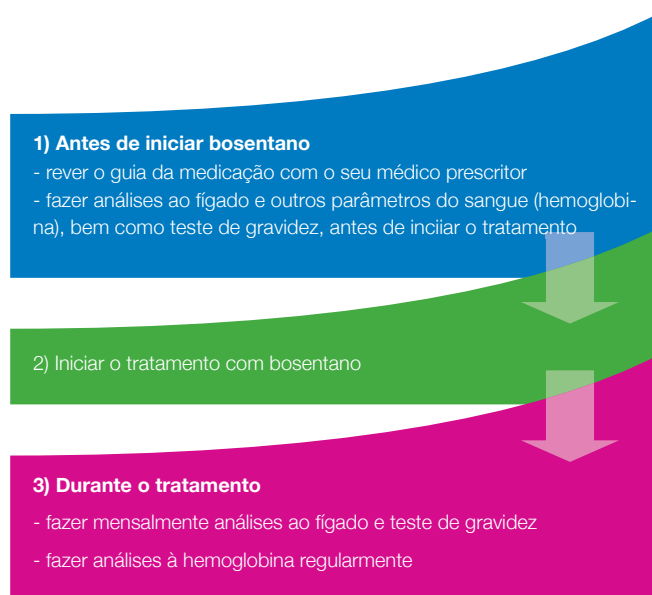 1) Antes de iniciar bosentano
- rever o guia da medicação com o seu médico prescritor
- fazer análises ao fígado e outros parâmetros do sangue (hemoglobi-
na), bem como teste de gravidez, antes de inciiar o tratamento
2) Iniciar o tratamento com bosentano
3) Durante o tratamento
- fazer mensalmente análises ao fígado e teste de gravidez
- fazer análises à hemoglobina regularmente